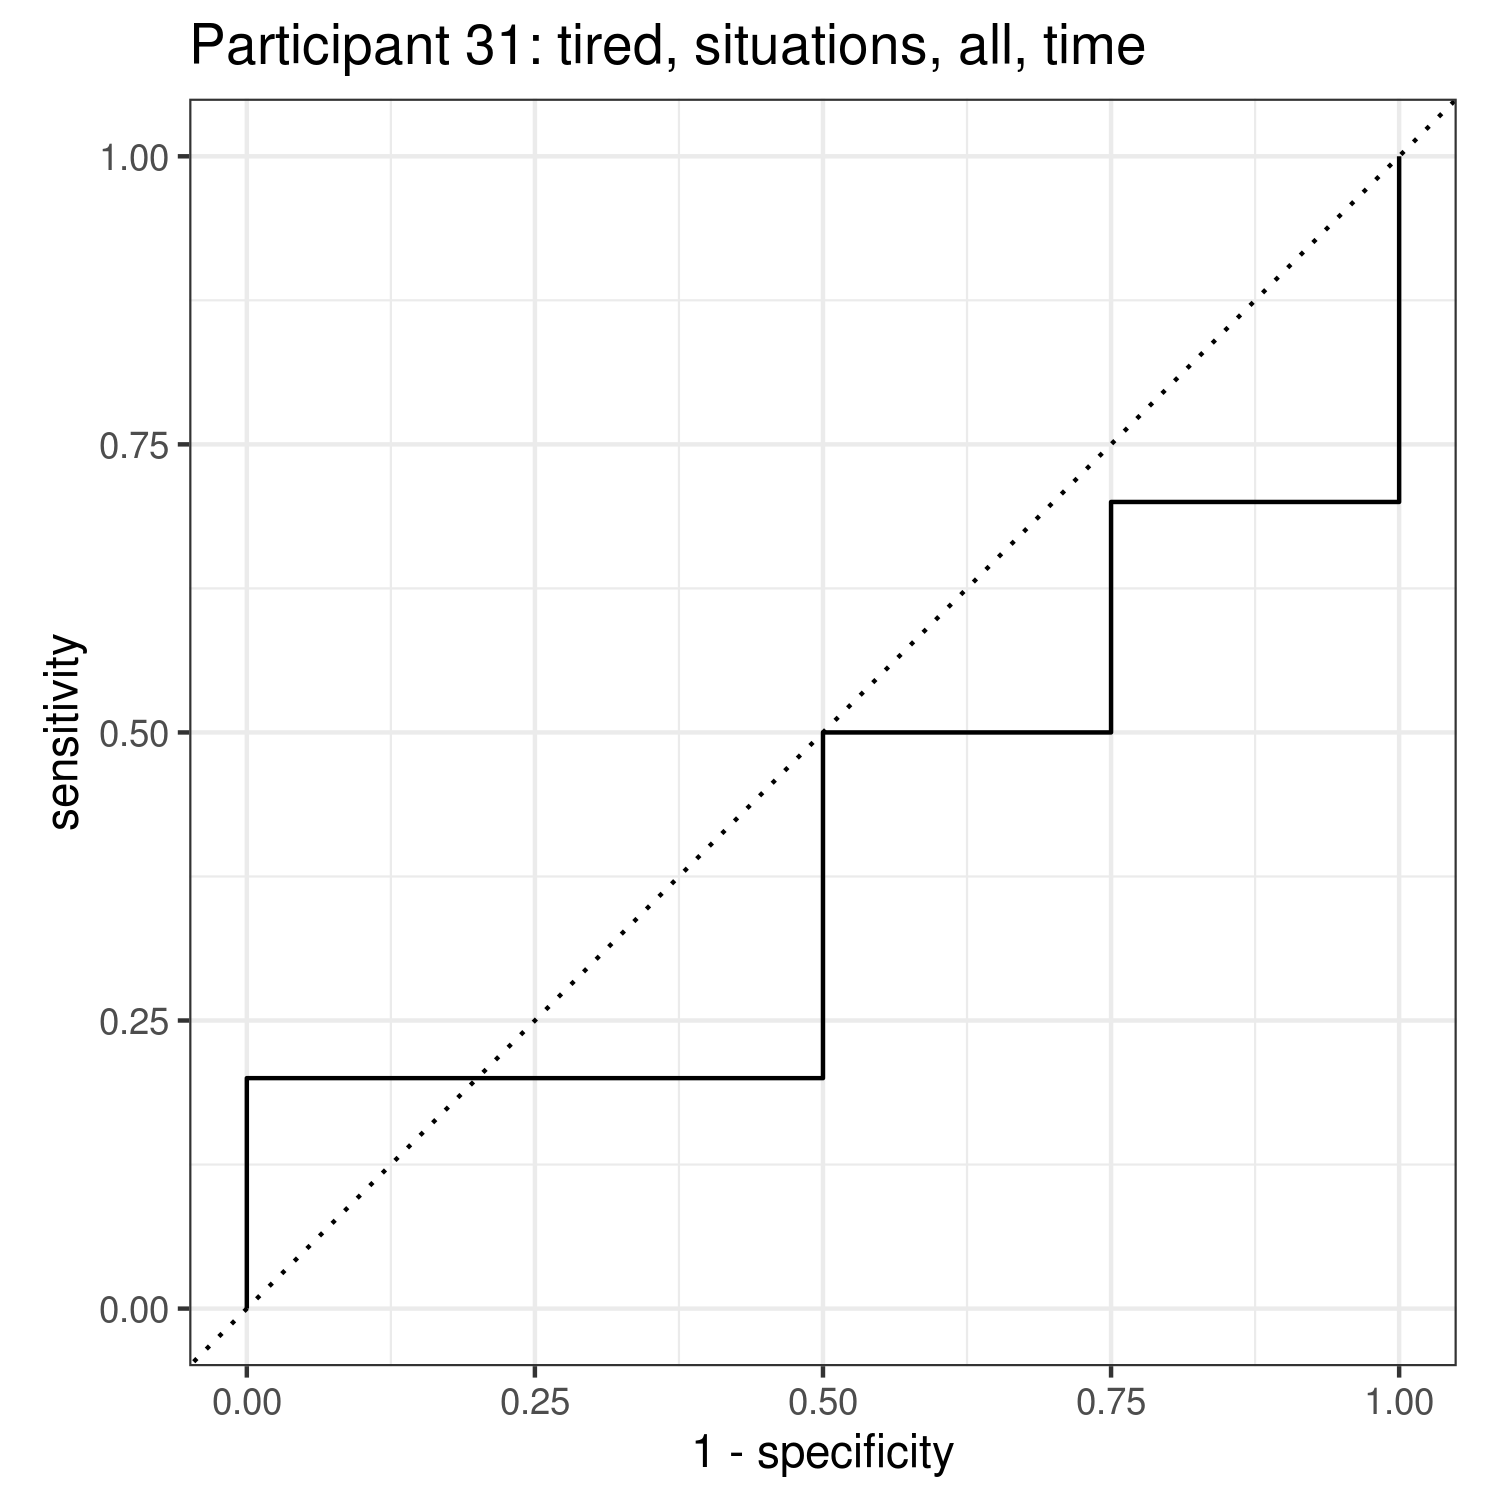 Participant 31: tired, situations, all, time
1.00
0.75
0.50
0.25
0.00
sensitivity
0.00 0.25 0.50 0.75 1.00
1 - specificity